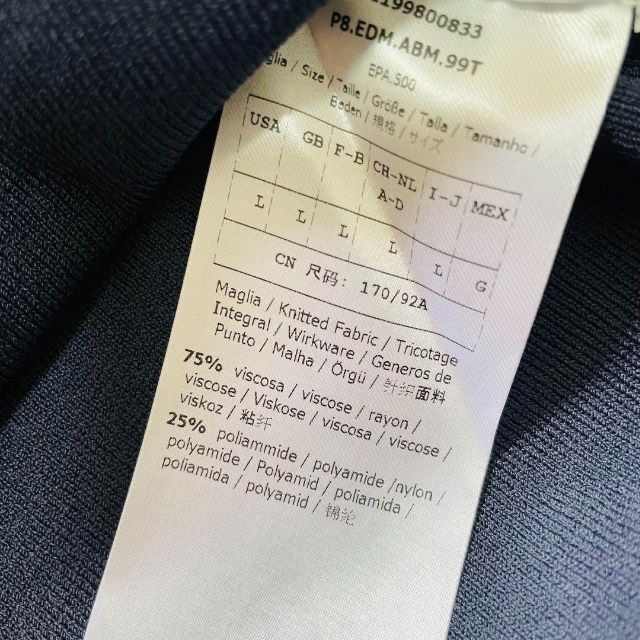 199800833
P8.EDM.ABM.99T
EPA.500
/ Size / Taille / Größe / Talla / Tamanho /
Beden / 规格 / サイズ
USA GB F-B CH-NL A-D I-J MEX
L L L L L G
CN 尺码: 170/92A
Maglia / Knitted Fabric / Tricotage
Integral / Wirkware / Generos de
Punto / Malha / Örgü / 针织面料
75% viscosa / viscose / rayon /
viscose / Viskose / viscosa / viscose /
viskoz / 粘纤
25% poliammide / polyamide /nylon /
polyamide / Polyamid / poliamida /
poliamida / polyamid / 锦纶